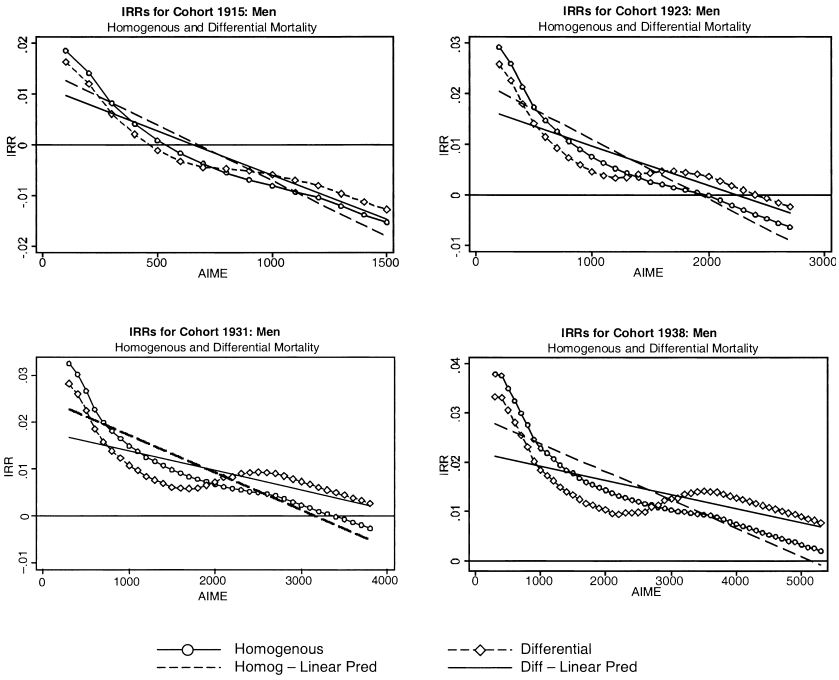 IRRs for Cohort 1915: Men
Homogenous and Differential Mortality
.02
.01
0
-.01
-.02
IRR
0 500 1000 1500
AIME
IRRs for Cohort 1923: Men
Homogenous and Differential Mortality
.03
.02
.01
0
-.01
IRR
0 1000 2000 3000
AIME
IRRs for Cohort 1931: Men
Homogenous and Differential Mortality
.03
.02
.01
0
-.01
IRR
0 1000 2000 3000 4000
AIME
IRRs for Cohort 1938: Men
Homogenous and Differential Mortality
.04
.03
.02
.01
0
IRR
0 1000 2000 3000 4000 5000
AIME
Homogenous
Differential
Homog – Linear Pred
Diff – Linear Pred